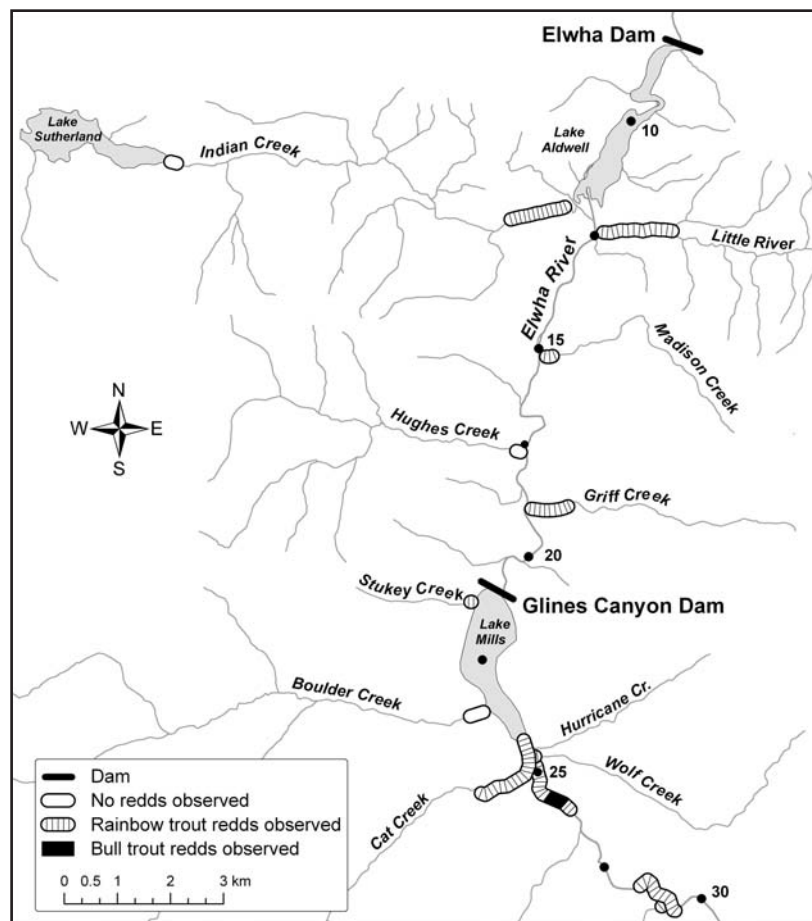 Elwha Dam
Lake
Sutherland
Indian Creek
Lake
Aldwell
10
Little River
Elwha River
15
Madison Creek
N
W E
S
Hughes Creek
Griff Creek
20
Stukey Creek
Glines Canyon Dam
Lake
Mills
Boulder Creek
Hurricane Cr.
25
Wolf Creek
Cat Creek
30
Dam
No redds observed
Rainbow trout redds observed
Bull trout redds observed
0 0.5 1 2 3 km